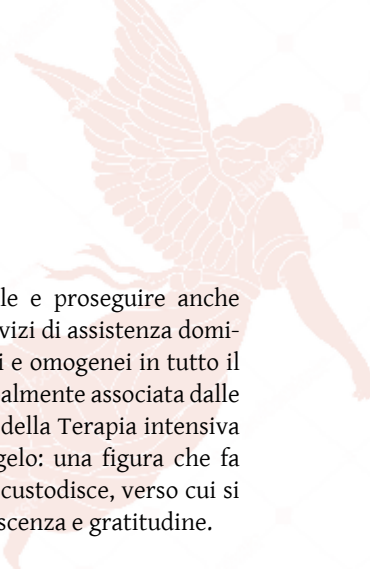 le e proseguire anche
vizi di assistenza domi-
i e omogenei in tutto il
almente associata dalle
della Terapia intensiva
gelo: una figura che fa
custodisce, verso cui si
scenza e gratitudine.